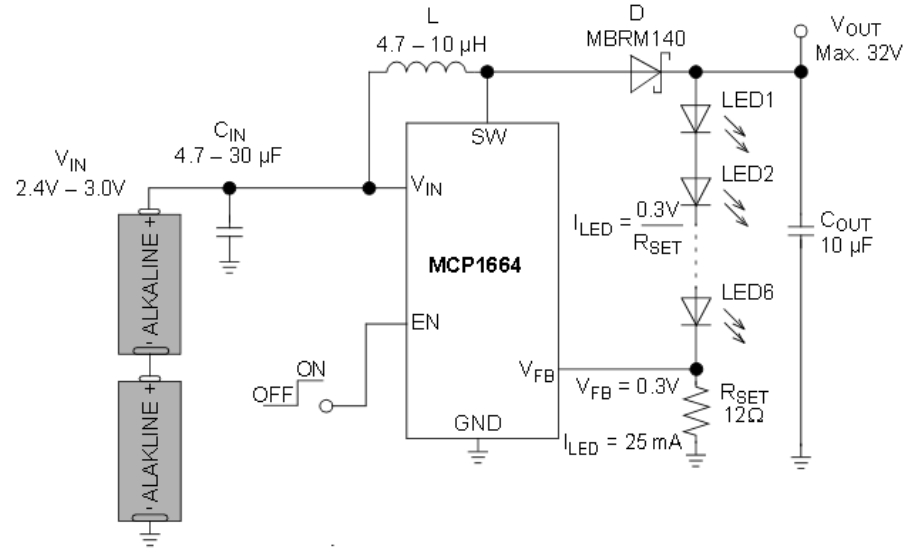 L
4.7 – 10 µH
D
MBRM140
VOUT
Max. 32V
LED1
SW
CIN
4.7 – 30 µF
VIN
2.4V – 3.0V
VIN
LED2
ILED = 0.3V
RSET
COUT
10 µF
+
ALKALINE
-
MCP1664
LED6
EN
ON
OFF
VFB
VFB = 0.3V
RSET
12Ω
GND
ILED = 25 mA
+
ALAKLINE
-